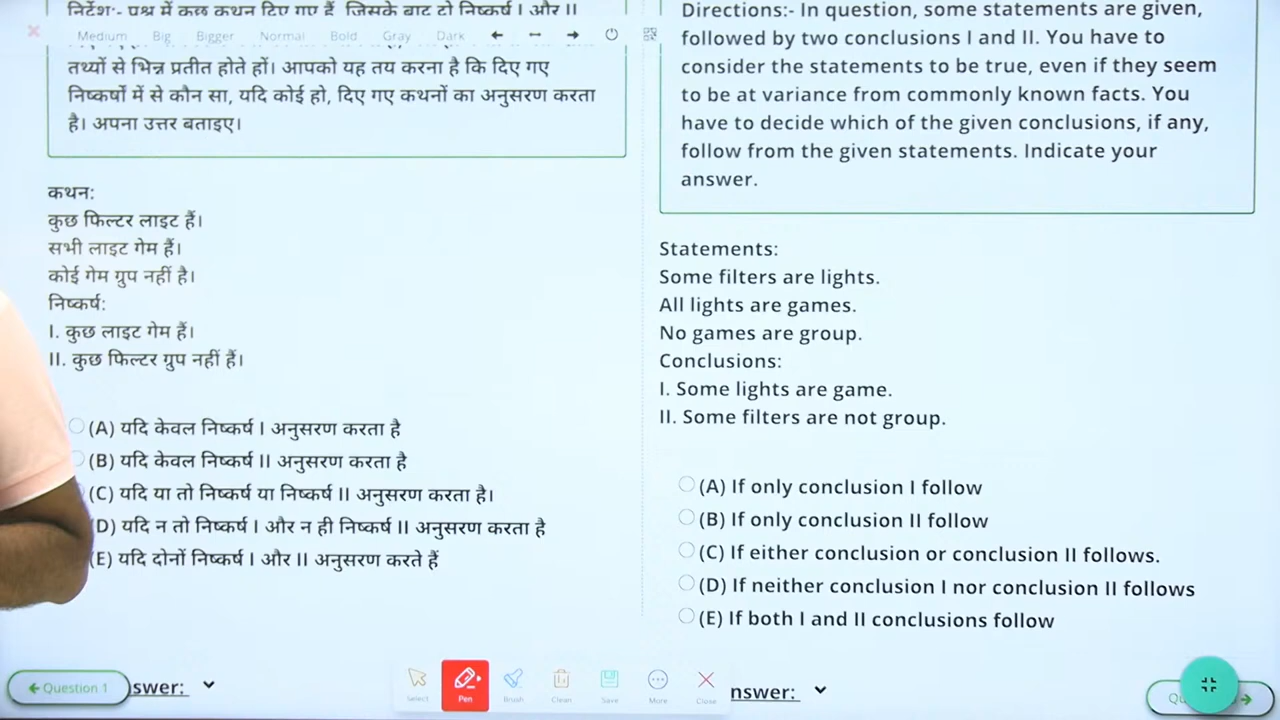 निर्देश:- प्रश्न में कुछ कथन दिए गए हैं, जिसके बाद दो निष्कर्ष I और II
Medium Big Bigger Normal Bold Gray Dark
तथ्यों से भिन्न प्रतीत होते हों। आपको यह तय करना है कि दिए गए
निष्कर्षों में से कौन सा, यदि कोई हो, दिए गए कथनों का अनुसरण करता
है। अपना उत्तर बताइए।
कथन:
कुछ फिल्टर लाइट हैं।
सभी लाइट गेम हैं।
कोई गेम ग्रुप नहीं है।
निष्कर्ष:
I. कुछ लाइट गेम हैं।
II. कुछ फिल्टर ग्रुप नहीं हैं।
(A) यदि केवल निष्कर्ष I अनुसरण करता है
(B) यदि केवल निष्कर्ष II अनुसरण करता है
(C) यदि या तो निष्कर्ष या निष्कर्ष II अनुसरण करता है।
D) यदि न तो निष्कर्ष I और न ही निष्कर्ष II अनुसरण करता है
(E) यदि दोनों निष्कर्ष I और II अनुसरण करते हैं
Directions:- In question, some statements are given,
followed by two conclusions I and II. You have to
consider the statements to be true, even if they seem
to be at variance from commonly known facts. You
have to decide which of the given conclusions, if any,
follow from the given statements. Indicate your
answer.
Statements:
Some filters are lights.
All lights are games.
No games are group.
Conclusions:
I. Some lights are game.
II. Some filters are not group.
(A) If only conclusion I follow
(B) If only conclusion II follow
(C) If either conclusion or conclusion II follows.
(D) If neither conclusion I nor conclusion II follows
(E) If both I and II conclusions follow
Question 1
swer:
Select Pen Brush Clean Save More Close
nswer:
Qu